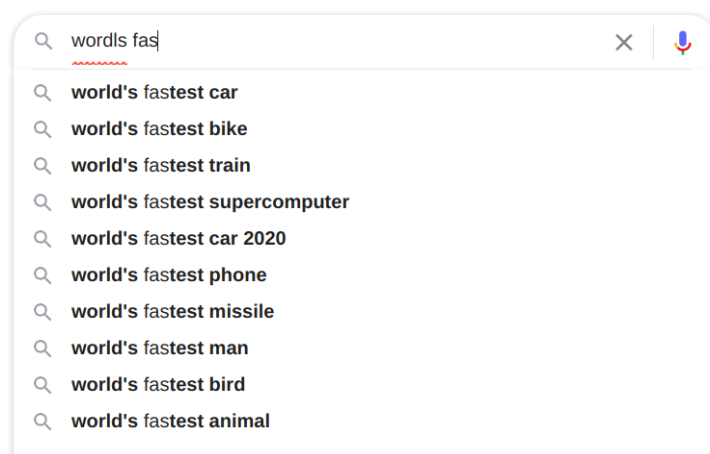 wordls fas
world's fastest car
world's fastest bike
world's fastest train
world's fastest supercomputer
world's fastest car 2020
world's fastest phone
world's fastest missile
world's fastest man
world's fastest bird
world's fastest animal